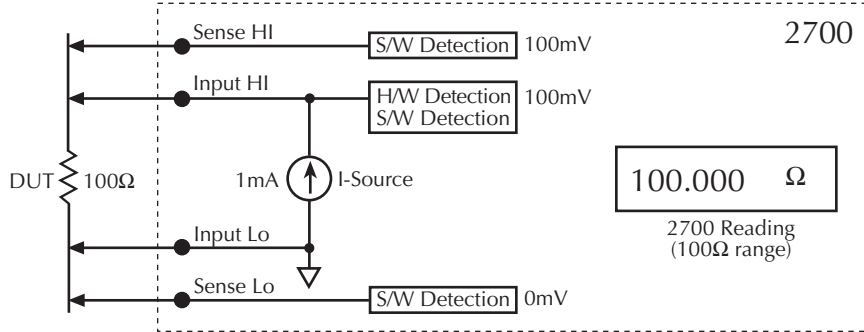 2700
Sense HI
S/W Detection 100mV
Input HI
H/W Detection 100mV
S/W Detection
DUT 100Ω
1mA I-Source
100.000 Ω
2700 Reading
(100Ω range)
Input Lo
Sense Lo
S/W Detection 0mV